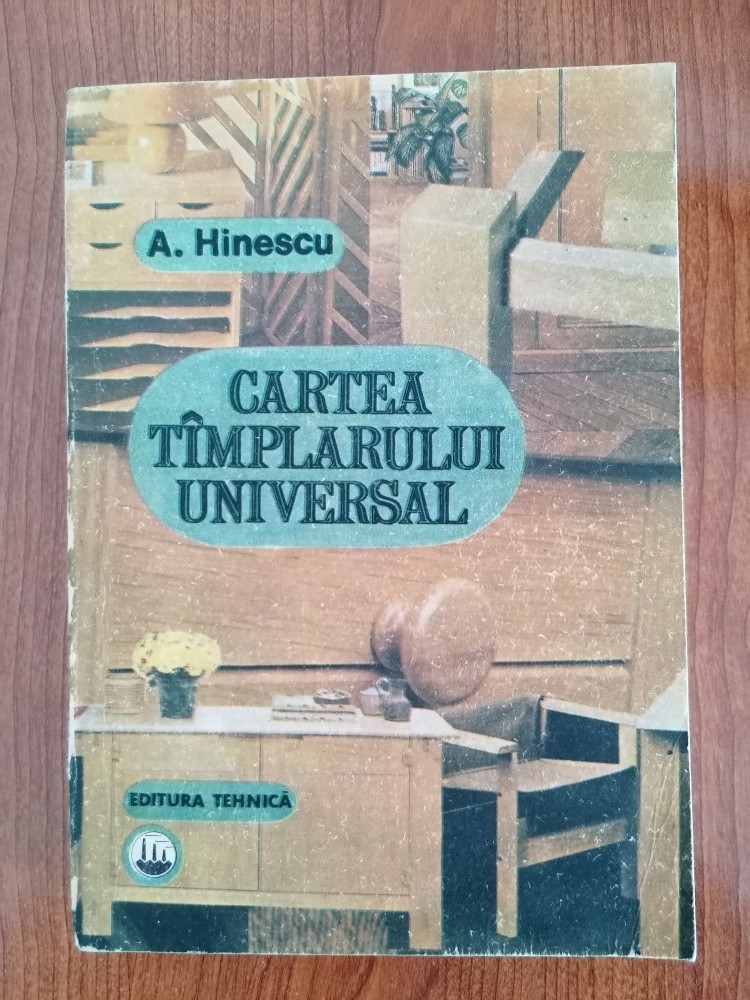 A. Hinescu
CARTEA
TÎMPLARULUI
UNIVERSAL
EDITURA TEHNICĂ